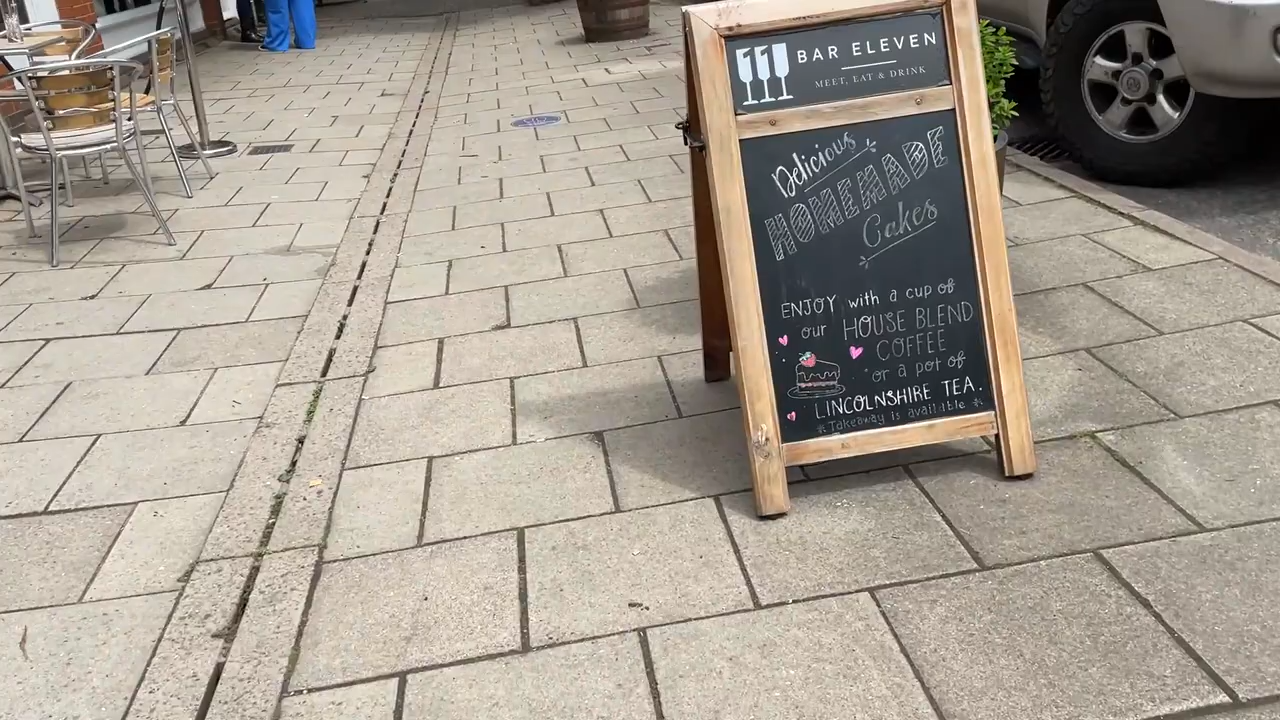 BAR ELEVEN
MEET, EAT & DRINK
Delicious
HOMEMADE
Cakes
ENJOY with a cup of
our HOUSE BLEND
COFFEE
or a pot of
LINCOLNSHIRE TEA.
*Takeaway is available *